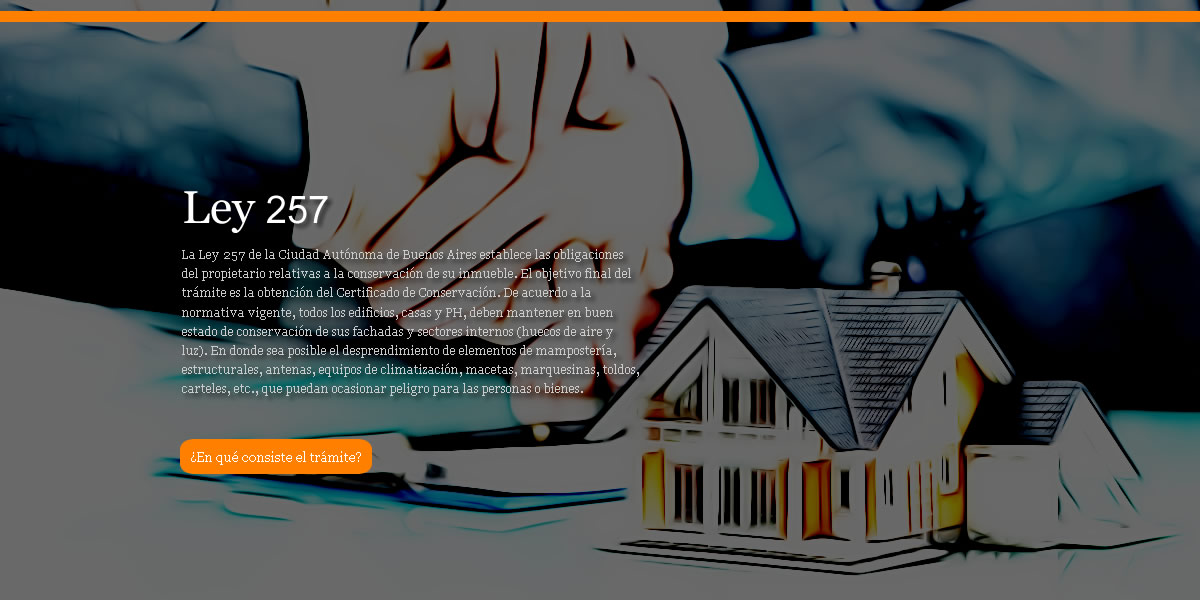 Ley 257
La Ley 257 de la Ciudad Autónoma de Buenos Aires establece las obligaciones
del propietario relativas a la conservación de su inmueble. El objetivo final del
trámite es la obtención del Certificado de Conservación. De acuerdo a la
normativa vigente, todos los edificios, casas y PH, deben mantener en buen
estado de conservación de sus fachadas y sectores internos (huecos de aire y
luz). En donde sea posible el desprendimiento de elementos de mampostería,
estructurales, antenas, equipos de climatización, macetas, marquesinas, toldos,
carteles, etc., que puedan ocasionar peligro para las personas o bienes.
¿En qué consiste el trámite?